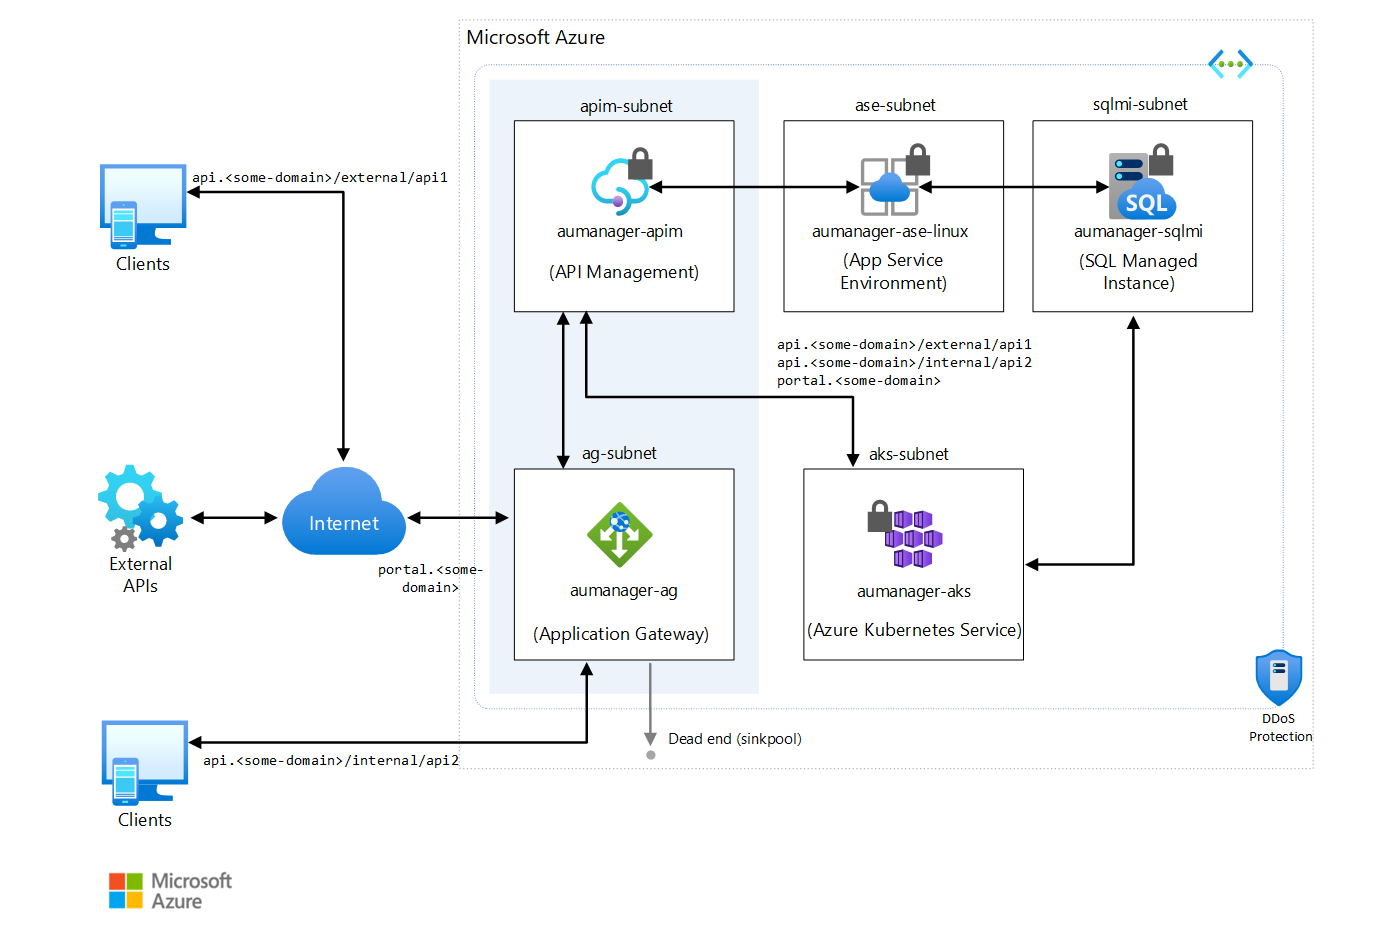 Microsoft Azure
apim-subnet
ase-subnet
sqlmi-subnet
api.<some-domain>/external/api1
Clients
SQL
aumanager-apim
(API Management)
aumanager-ase-linux
(App Service
Environment)
aumanager-sqlmi
(SQL Managed
Instance)
api.<some-domain>/external/api1
api.<some-domain>/internal/api2
portal.<some-domain>
ag-subnet
aks-subnet
External
APIs
Internet
portal.<some-
domain>
aumanager-ag
(Application Gateway)
aumanager-aks
(Azure Kubernetes Service)
DDoS
Protection
Dead end (sinkpool)
api.<some-domain>/internal/api2
Clients
Microsoft
Azure